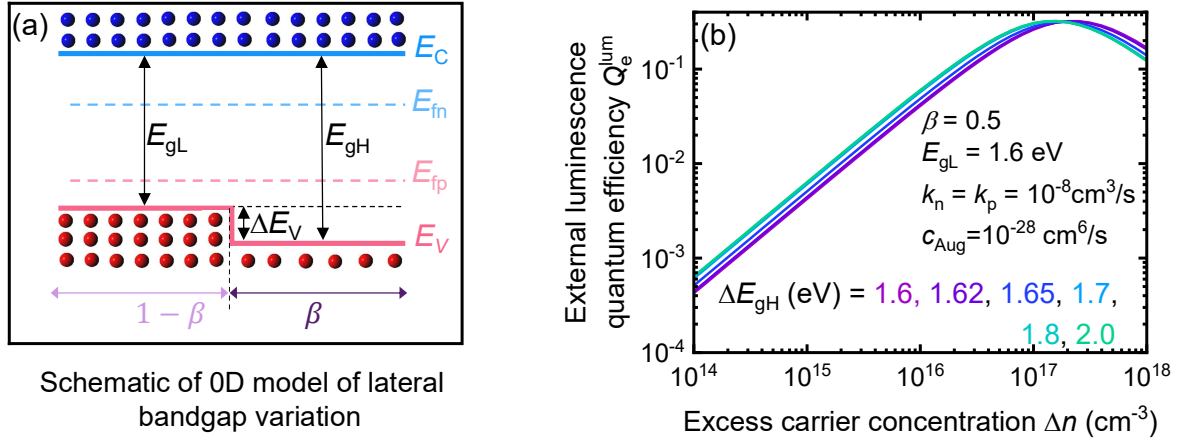 (a)
E_C
E_fn
E_gL
E_gH
E_fp
ΔE_V
E_V
1 − β
β
Schematic of 0D model of lateral
bandgap variation
(b)
External luminescence
quantum efficiency Q_e^lum
10^-1
10^-2
10^-3
10^-4
β = 0.5
E_gL = 1.6 eV
k_n = k_p = 10^-8cm^3/s
c_Aug=10^-28 cm^6/s
ΔE_gH (eV) = 1.6, 1.62, 1.65, 1.7,
1.8, 2.0
10^14 10^15 10^16 10^17 10^18
Excess carrier concentration Δn (cm^-3)